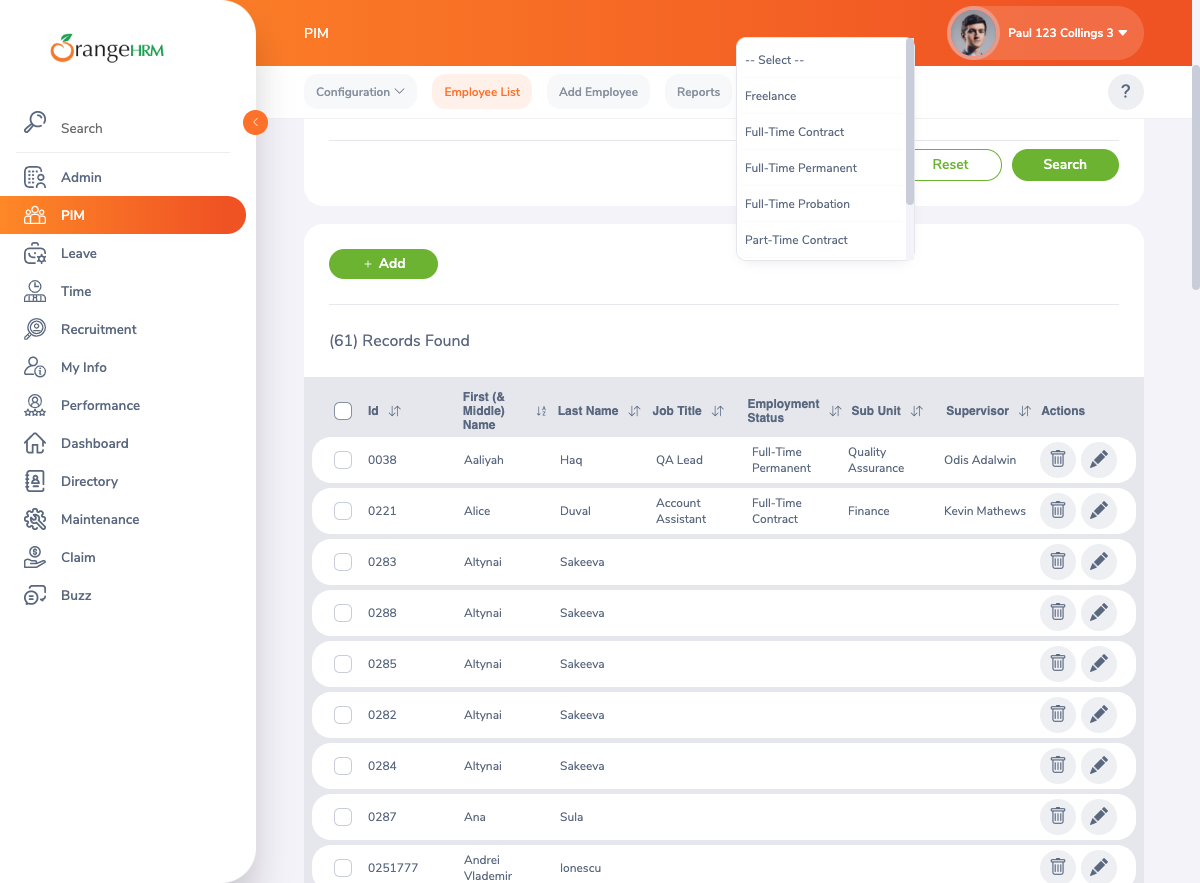 OrangeHRM
PIM
Paul 123 Collings 3
Search
Admin
PIM
Leave
Time
Recruitment
My Info
Performance
Dashboard
Directory
Maintenance
Claim
Buzz
Configuration
Employee List
Add Employee
Reports
?
-- Select --
Freelance
Full-Time Contract
Full-Time Permanent
Full-Time Probation
Part-Time Contract
Reset
Search
+ Add
(61) Records Found
Id
First (& Middle) Name
Last Name
Job Title
Employment Status
Sub Unit
Supervisor
Actions
0038 Aaliyah Haq QA Lead Full-Time Permanent Quality Assurance Odis Adalwin
0221 Alice Duval Account Assistant Full-Time Contract Finance Kevin Mathews
0283 Altynai Sakeeva
0288 Altynai Sakeeva
0285 Altynai Sakeeva
0282 Altynai Sakeeva
0284 Altynai Sakeeva
0287 Ana Sula
0251777 Andrei Vlademir Ionescu